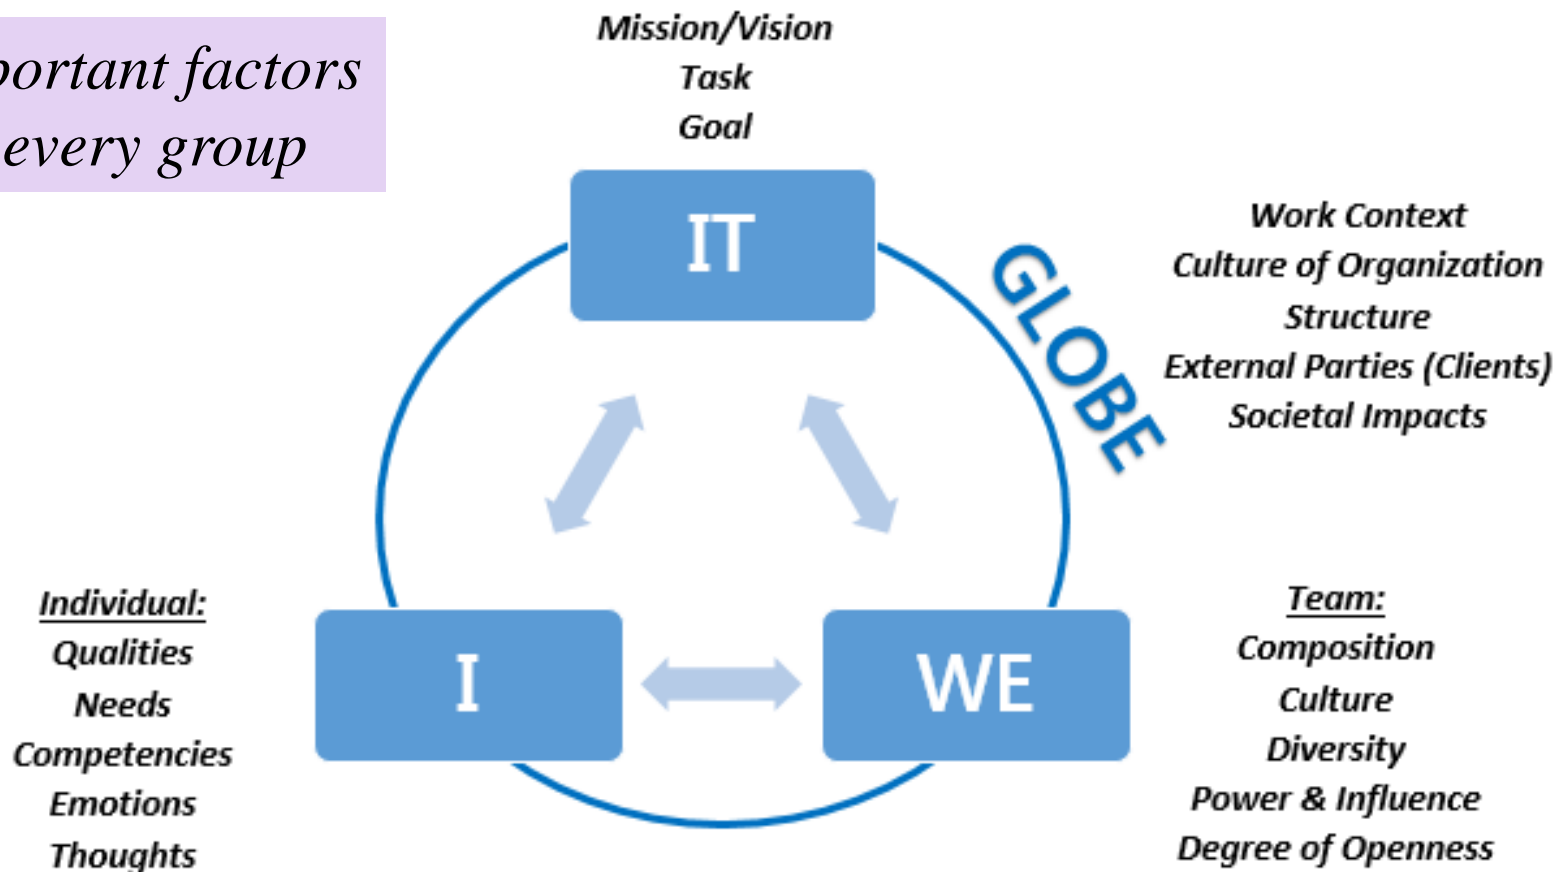 portant factors
every group
Mission/Vision
Task
Goal
IT
GLOBE
Work Context
Culture of Organization
Structure
External Parties (Clients)
Societal Impacts
Individual:
Qualities
Needs
Competencies
Emotions
Thoughts
I
WE
Team:
Composition
Culture
Diversity
Power & Influence
Degree of Openness